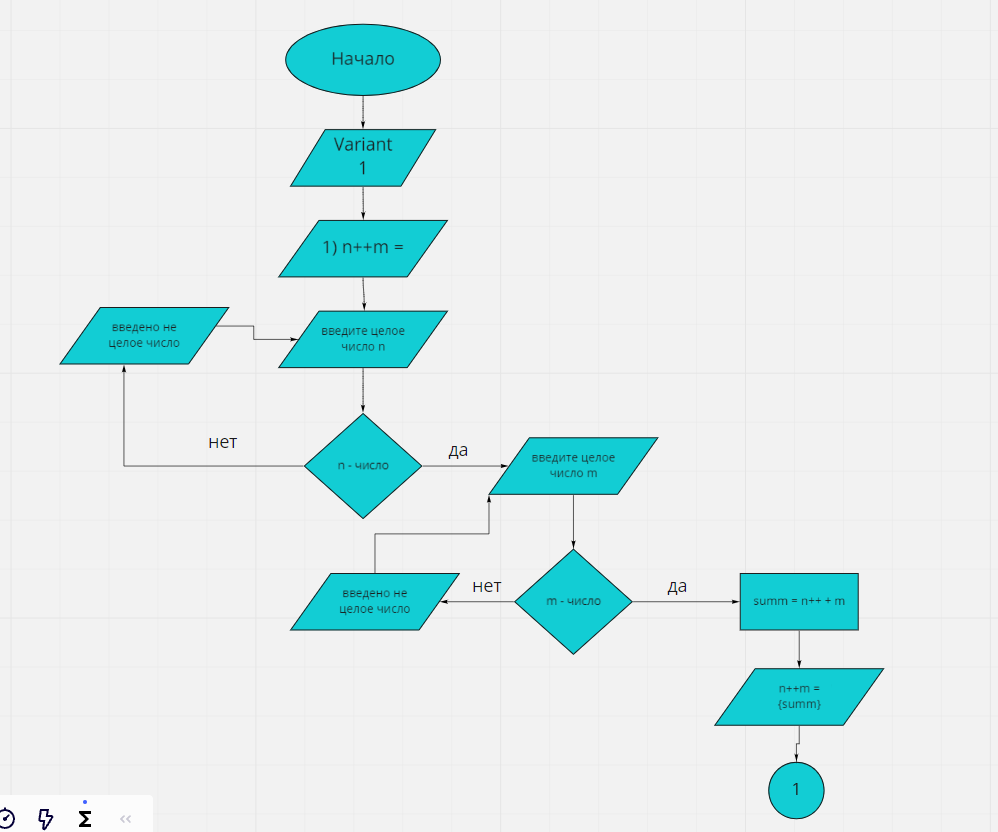 Начало
Variant
1
1) n++m =
введено не
целое число
введите целое
число n
нет
n - число
да
введите целое
число m
введено не
целое число
нет
m - число
да
summ = n++ + m
n++m =
{summ}
1